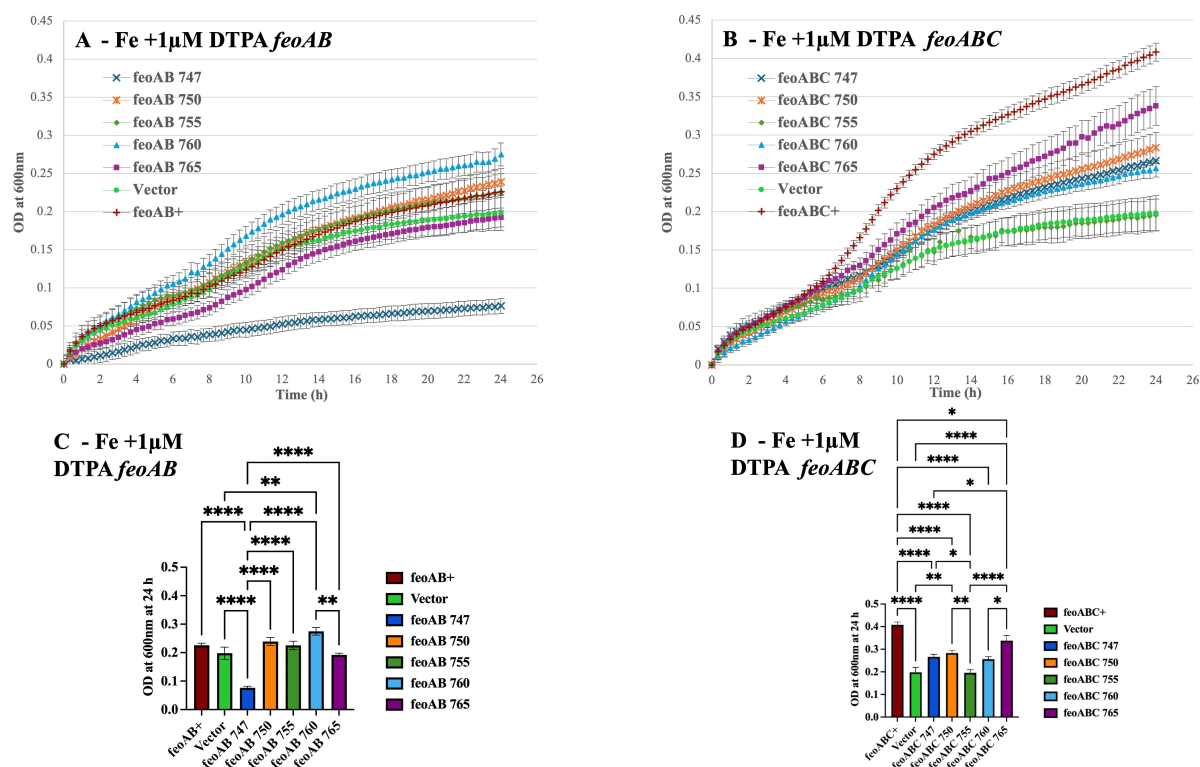 A - Fe +1μM DTPA feoAB
OD at 600nm
0.45
0.4
0.35
0.3
0.25
0.2
0.15
0.1
0.05
0
feoAB 747
feoAB 750
feoAB 755
feoAB 760
feoAB 765
Vector
feoAB+
0 2 4 6 8 10 12 14 16 18 20 22 24 26
Time (h)
B - Fe +1μM DTPA feoABC
OD at 600nm
0.45
0.4
0.35
0.3
0.25
0.2
0.15
0.1
0.05
0
feoABC 747
feoABC 750
feoABC 755
feoABC 760
feoABC 765
Vector
feoABC+
0 2 4 6 8 10 12 14 16 18 20 22 24 26
Time (h)
C - Fe +1μM
DTPA feoAB
****
**
**** ****
****
****
**** **
OD at 600nm at 24 h
0.5
0.4
0.3
0.2
0.1
0.0
feoAB+
Vector
feoAB 747
feoAB 750
feoAB 755
feoAB 760
feoAB 765
feoAB+
Vector
feoAB 747
feoAB 750
feoAB 755
feoAB 760
feoAB 765
D - Fe +1μM
DTPA feoABC
*
****
****
*
****
****
**** *
** ****
**** ** *
OD at 600nm at 24 h
0.5
0.4
0.3
0.2
0.1
0.0
feoABC+
Vector
feoABC 747
feoABC 750
feoABC 755
feoABC 760
feoABC 765
feoABC+
Vector
feoABC 747
feoABC 750
feoABC 755
feoABC 760
feoABC 765